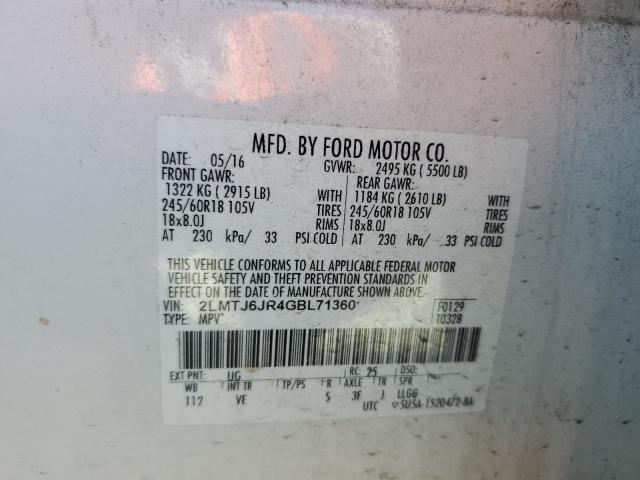 MFD. BY FORD MOTOR CO.
DATE: 05/16 GVWR: 2495 KG ( 5500 LB)
FRONT GAWR: REAR GAWR:
1322 KG ( 2915 LB) WITH 1184 KG ( 2610 LB) WITH
245/60R18 105V TIRES 245/60R18 105V TIRES
18x8.0J RIMS 18x8.0J RIMS
AT 230 kPa/ 33 PSI COLD AT 230 kPa/ 33 PSI COLD
THIS VEHICLE CONFORMS TO ALL APPLICABLE FEDERAL MOTOR
VEHICLE SAFETY AND THEFT PREVENTION STANDARDS IN
EFFECT ON THE DATE OF MANUFACTURE SHOWN ABOVE.
VIN: 2LMTJ6JR4GBL71360 F0129
TYPE: MPV T0328
EXT PNT: UG RC: 25 DSO:
WB INT TR TP/PS R AXLE TR SPR
112 VE S 3F J LLGG
UTC 5U5A-1520472-BA